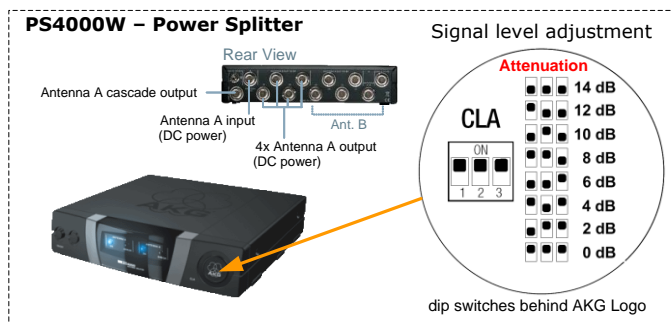 PS4000W – Power Splitter
Signal level adjustment
Rear View
Antenna A cascade output
Antenna A input
(DC power)
4x Antenna A output
(DC power)
Ant. B
Attenuation
14 dB
12 dB
10 dB
8 dB
6 dB
4 dB
2 dB
0 dB
CLA
ON
1 2 3
AKG
dip switches behind AKG Logo